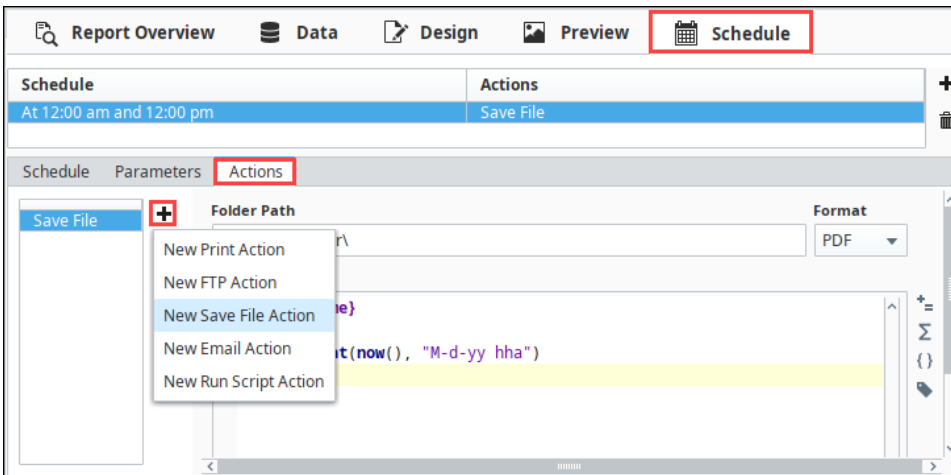 Report Overview Data Design Preview Schedule
Schedule Actions
At 12:00 am and 12:00 pm Save File
Schedule Parameters Actions
Folder Path Format
Save File
r\ PDF
New Print Action
New FTP Action
New Save File Action
New Email Action
New Run Script Action
e}
t(now(), "M-d-yy hha")